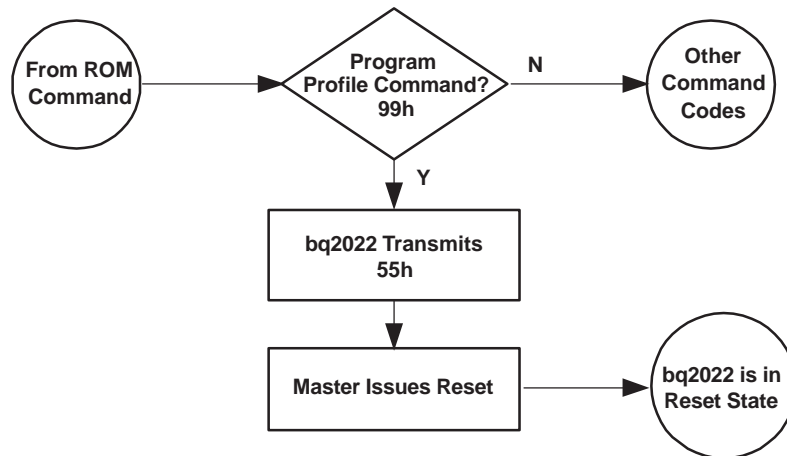 From ROM
Command
Program
Profile Command?
99h
N
Other
Command
Codes
Y
bq2022 Transmits
55h
Master Issues Reset
bq2022 is in
Reset State